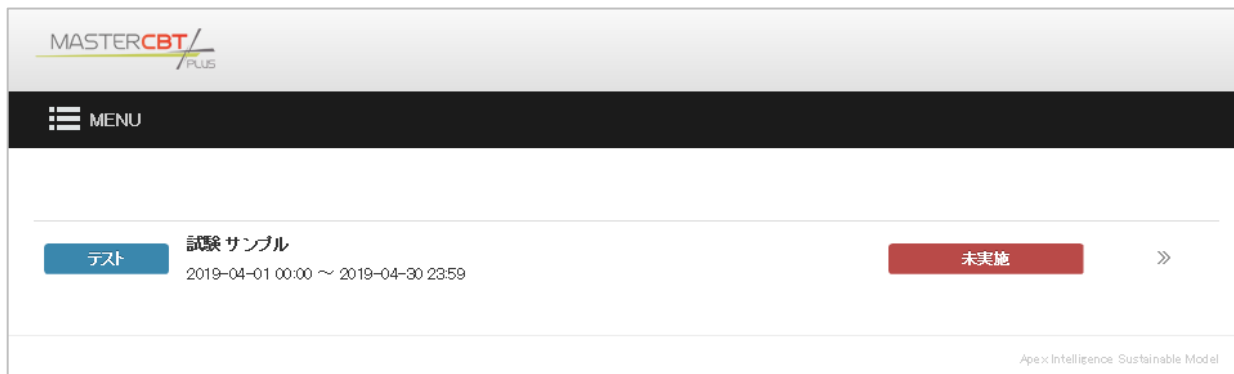 MASTERCBT
PLUS
MENU
テスト
試験 サンプル
2019-04-01 00:00 ～ 2019-04-30 23:59
未実施
Apex Intelligence Sustainable Model